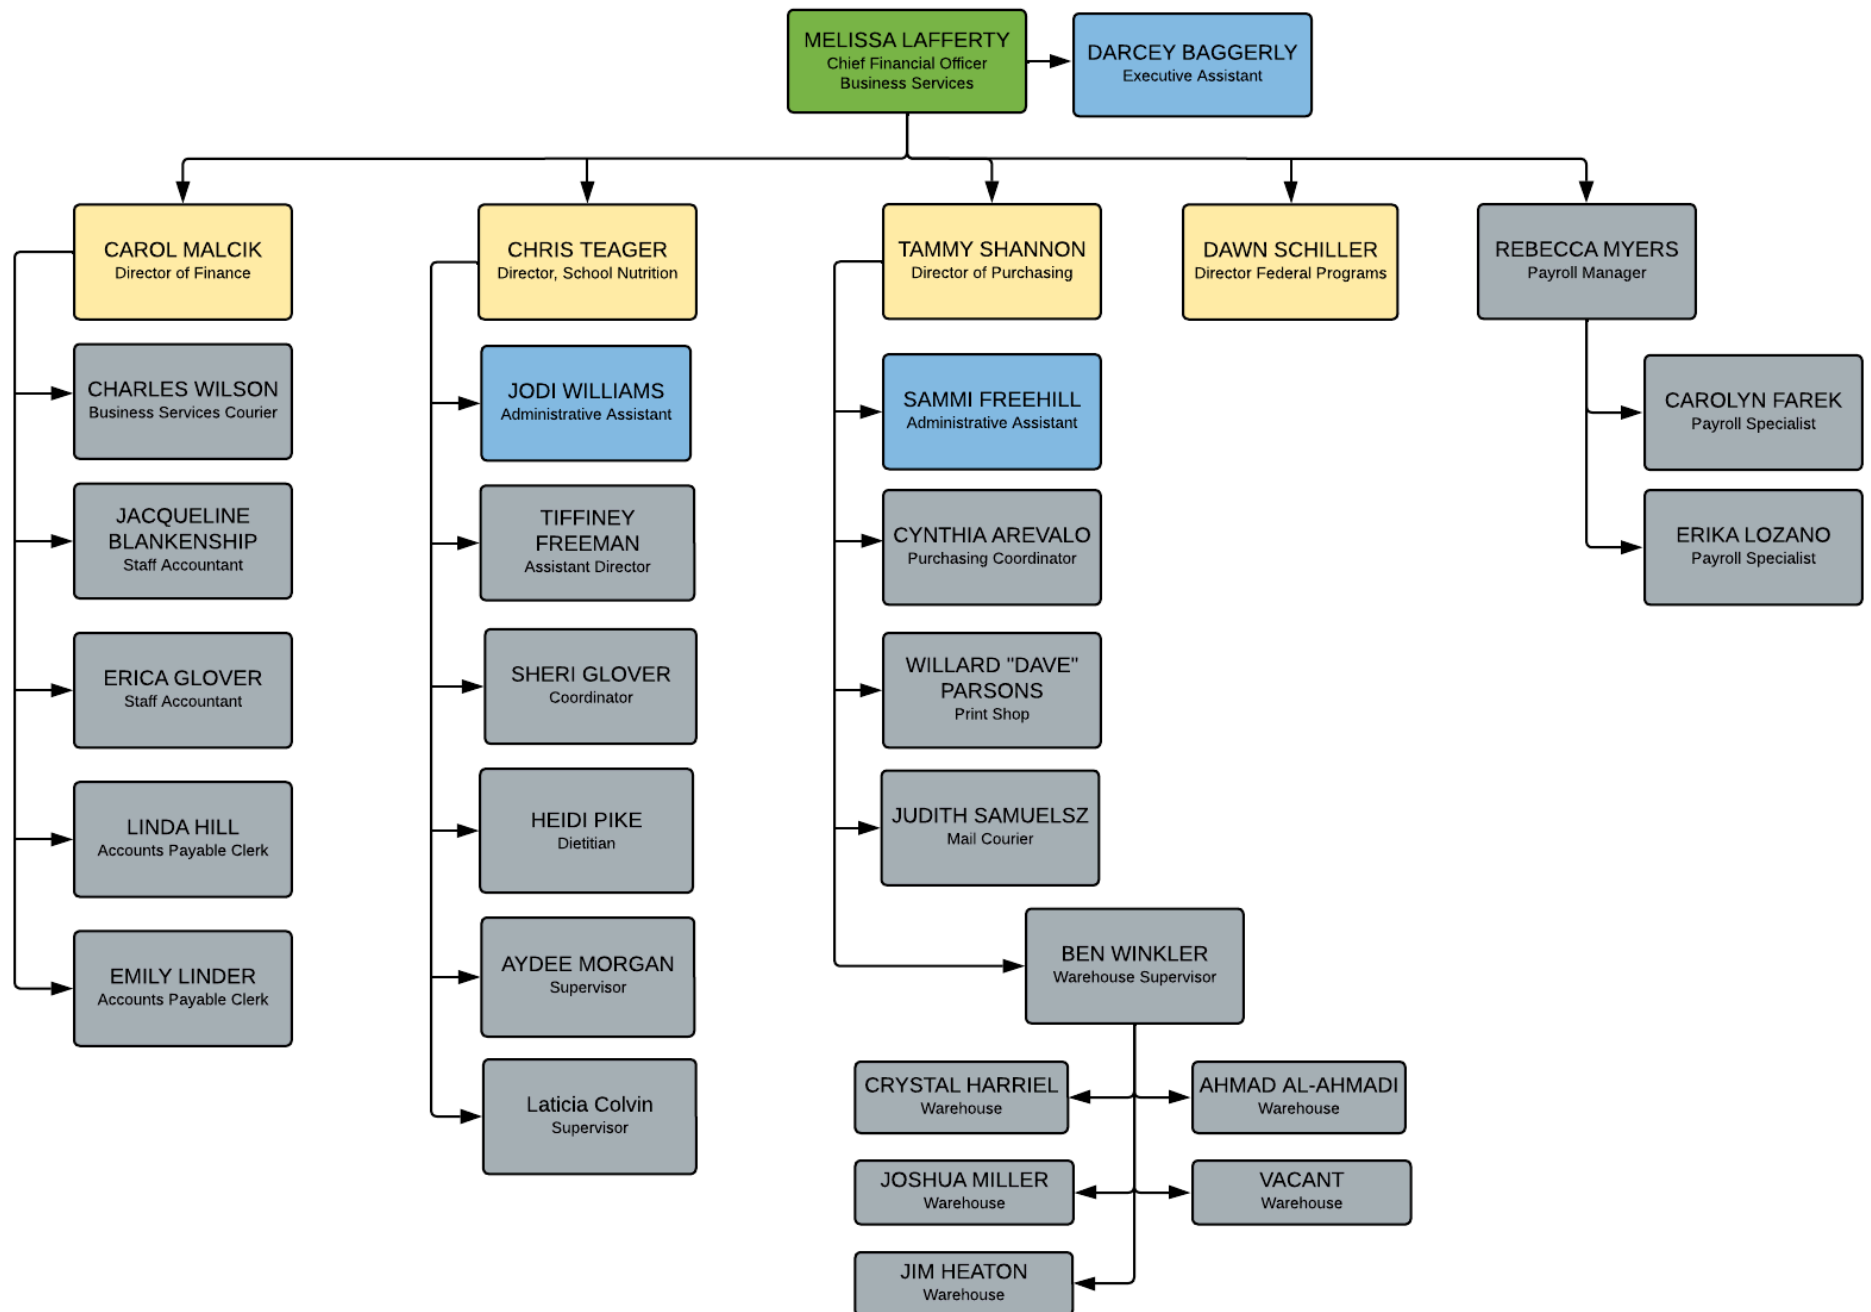 MELISSA LAFFERTY
Chief Financial Officer
Business Services
DARCEY BAGGERLY
Executive Assistant
CAROL MALCIK
Director of Finance
CHRIS TEAGER
Director, School Nutrition
TAMMY SHANNON
Director of Purchasing
DAWN SCHILLER
Director Federal Programs
REBECCA MYERS
Payroll Manager
CHARLES WILSON
Business Services Courier
JACQUELINE
BLANKENSHIP
Staff Accountant
ERICA GLOVER
Staff Accountant
LINDA HILL
Accounts Payable Clerk
EMILY LINDER
Accounts Payable Clerk
JODI WILLIAMS
Administrative Assistant
TIFFINEY
FREEMAN
Assistant Director
SHERI GLOVER
Coordinator
HEIDI PIKE
Dietitian
AYDEE MORGAN
Supervisor
Laticia Colvin
Supervisor
SAMMI FREEHILL
Administrative Assistant
CYNTHIA AREVALO
Purchasing Coordinator
WILLARD "DAVE"
PARSONS
Print Shop
JUDITH SAMUELSZ
Mail Courier
BEN WINKLER
Warehouse Supervisor
CRYSTAL HARRIEL
Warehouse
AHMAD AL-AHMADI
Warehouse
JOSHUA MILLER
Warehouse
VACANT
Warehouse
JIM HEATON
Warehouse
CAROLYN FAREK
Payroll Specialist
ERIKA LOZANO
Payroll Specialist